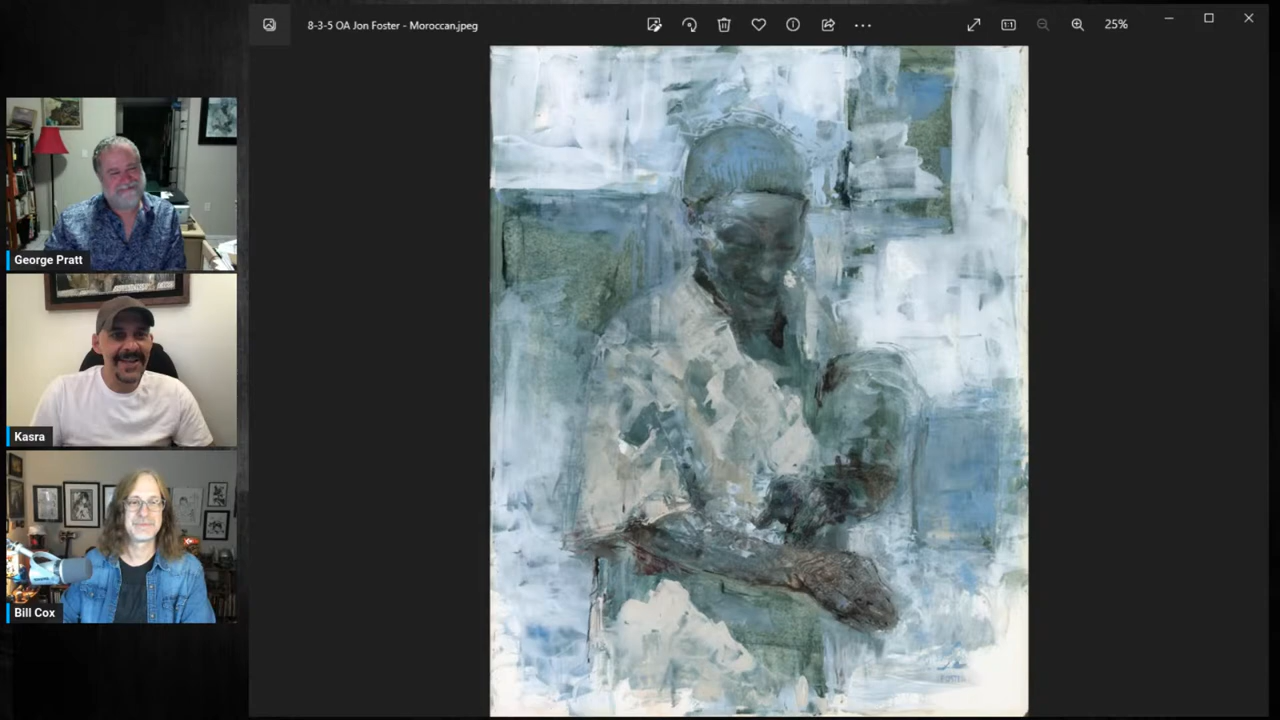 8-3-5 OA Jon Foster - Moroccan.jpeg
25%
George Pratt
Kasra
Bill Cox